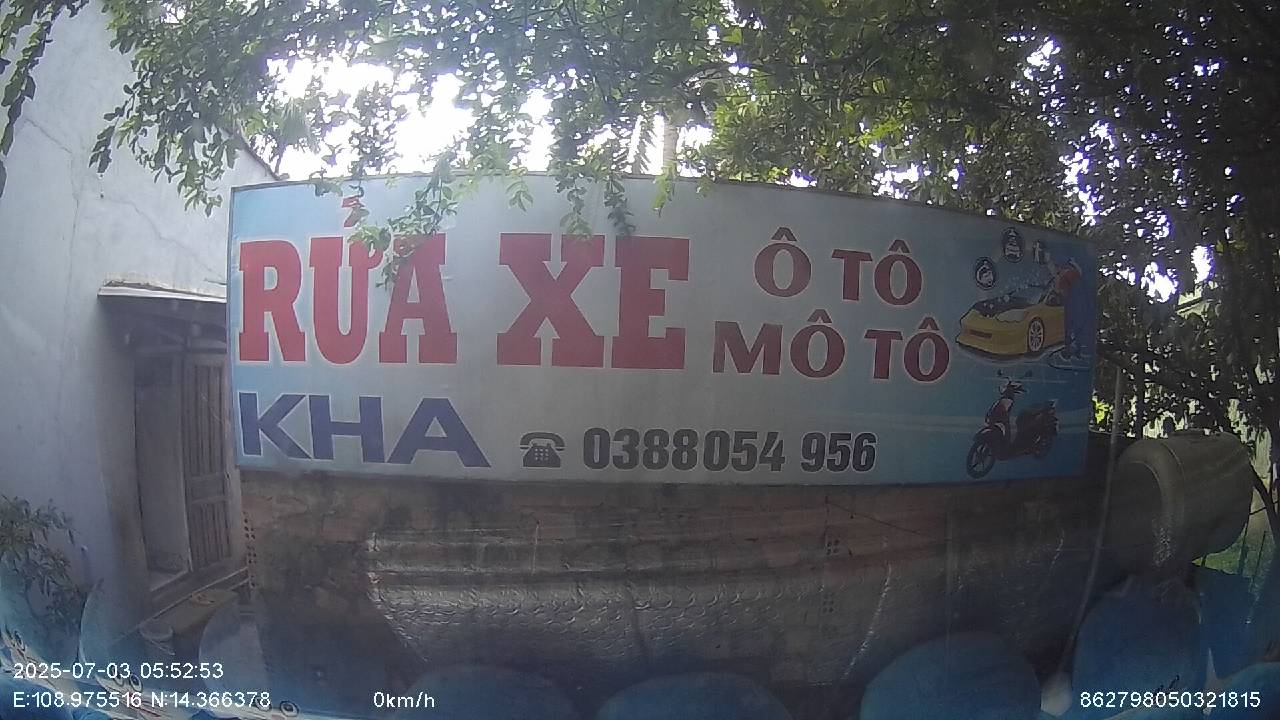 RỬA XE
Ô TÔ
MÔ TÔ
KHA
☎ 0388054 956
2025-07-03 05:52:53
E:108.975516 N:14.366378
0km/h
862798050321815